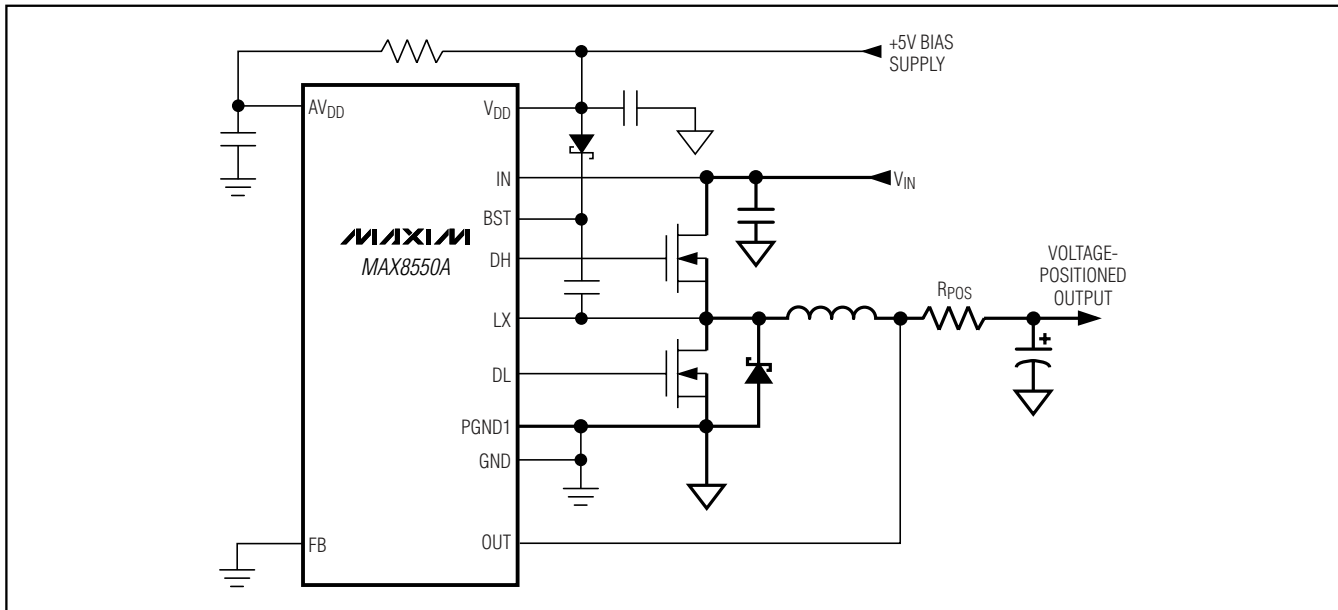 +5V BIAS
SUPPLY
AVDD
VDD
IN
VIN
BST
MAXIM
MAX8550A
DH
VOLTAGE-
POSITIONED
OUTPUT
RPOS
LX
+
DL
PGND1
GND
FB
OUT